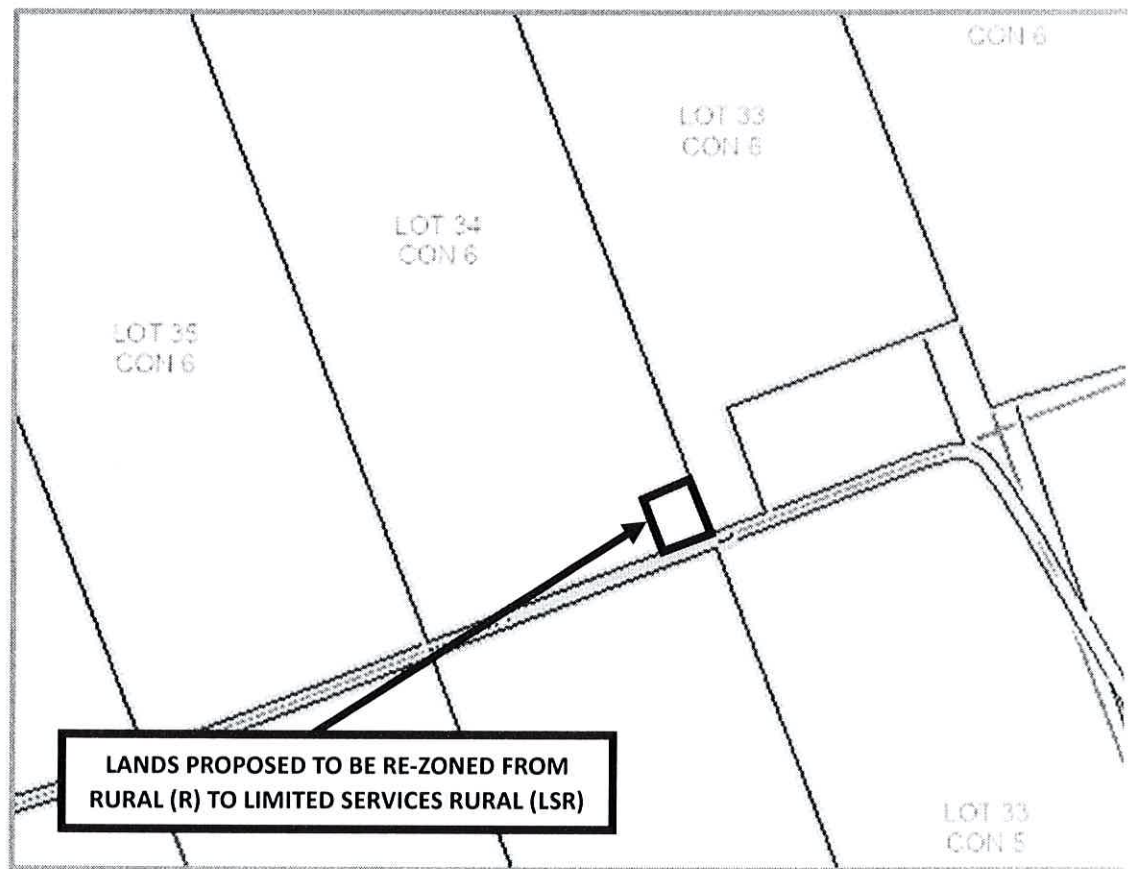 CON 6
LOT 33
CON 6
LOT 34
CON 6
LOT 35
CON 6
LANDS PROPOSED TO BE RE-ZONED FROM
RURAL (R) TO LIMITED SERVICES RURAL (LSR)
LOT 33
CON 5